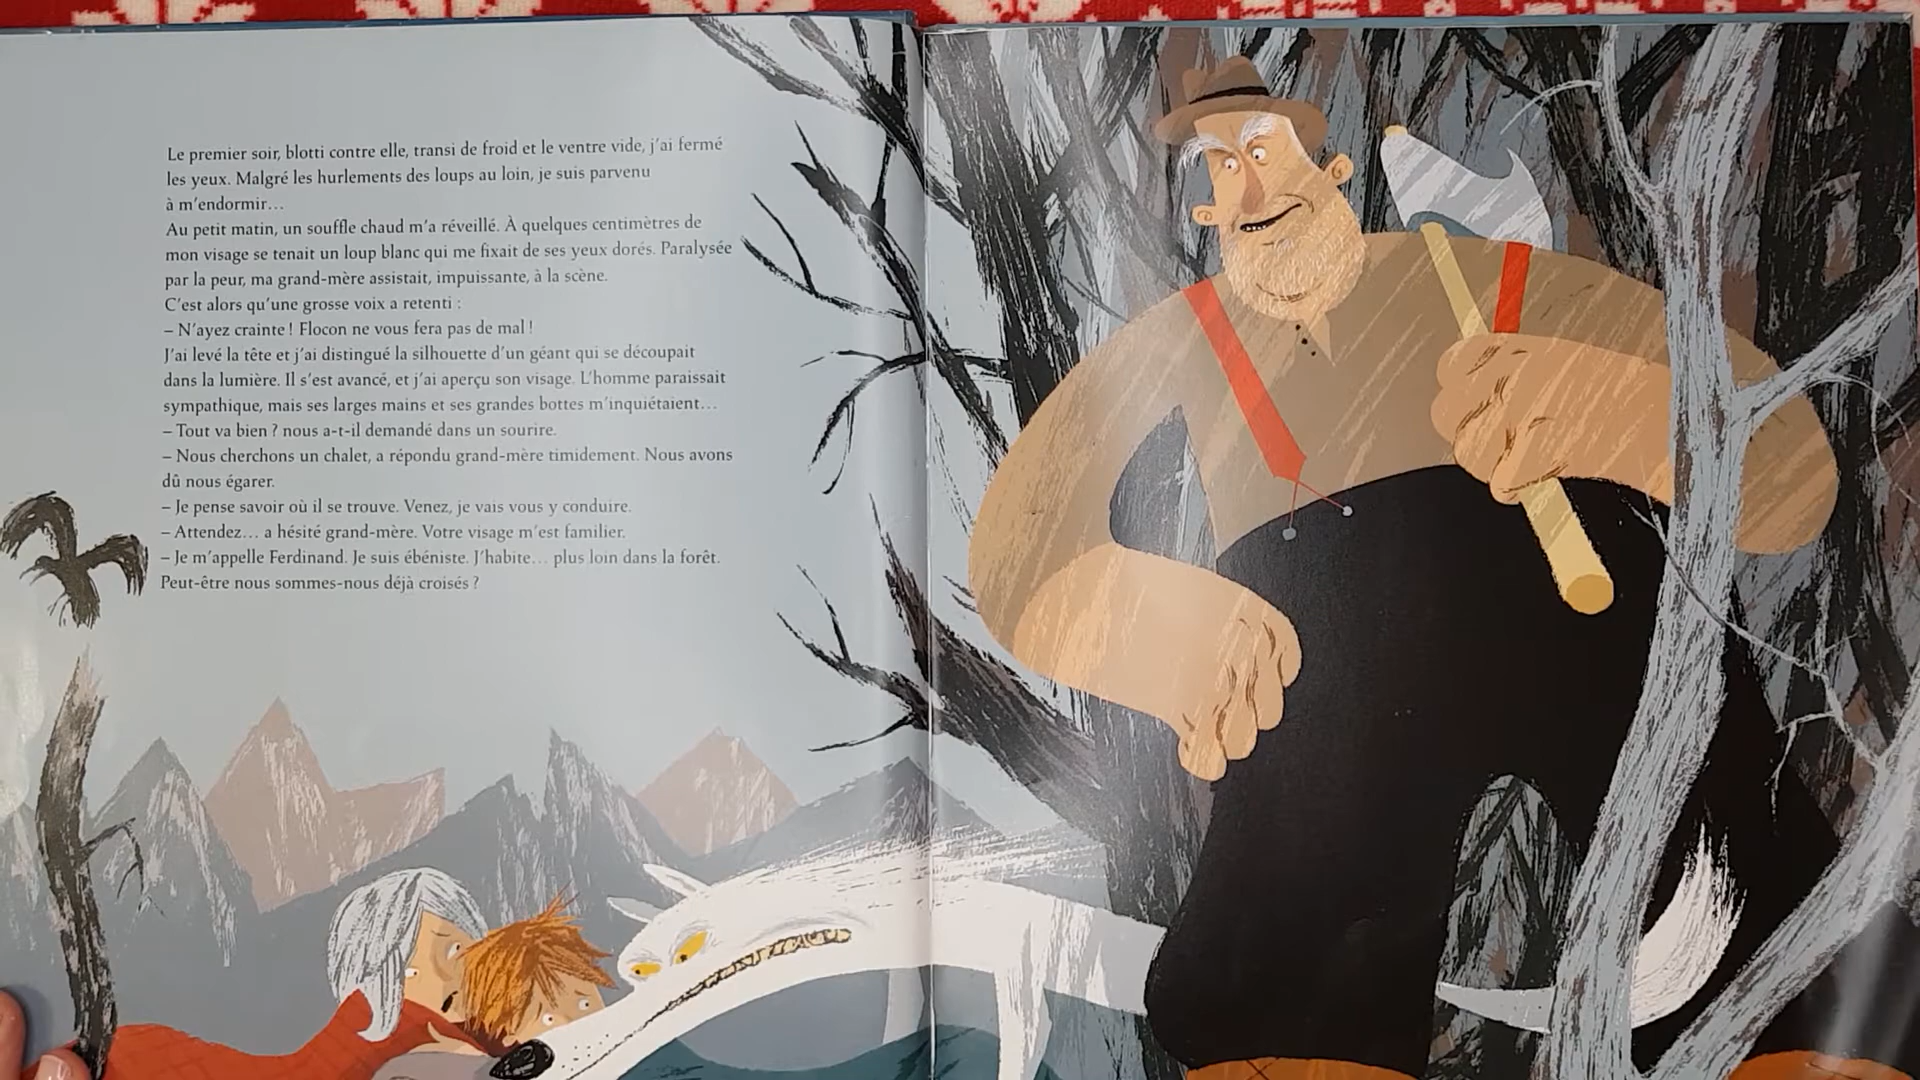 Le premier soir, blotti contre elle, transi de froid et le ventre vide, j'ai fermé
les yeux. Malgré les hurlements des loups au loin, je suis parvenu
à m'endormir…
Au petit matin, un souffle chaud m'a réveillé. À quelques centimètres de
mon visage se tenait un loup blanc qui me fixait de ses yeux dorés. Paralysée
par la peur, ma grand-mère assistait, impuissante, à la scène.
C'est alors qu'une grosse voix a retenti :
– N'ayez crainte ! Flocon ne vous fera pas de mal !
J'ai levé la tête et j'ai distingué la silhouette d'un géant qui se découpait
dans la lumière. Il s'est avancé, et j'ai aperçu son visage. L'homme paraissait
sympathique, mais ses larges mains et ses grandes bottes m'inquiétaient…
– Tout va bien ? nous a-t-il demandé dans un sourire.
– Nous cherchons un chalet, a répondu grand-mère timidement. Nous avons
dû nous égarer.
– Je pense savoir où il se trouve. Venez, je vais vous y conduire.
– Attendez… a hésité grand-mère. Votre visage m'est familier.
– Je m'appelle Ferdinand. Je suis ébéniste. J'habite… plus loin dans la forêt.
Peut-être nous sommes-nous déjà croisés ?